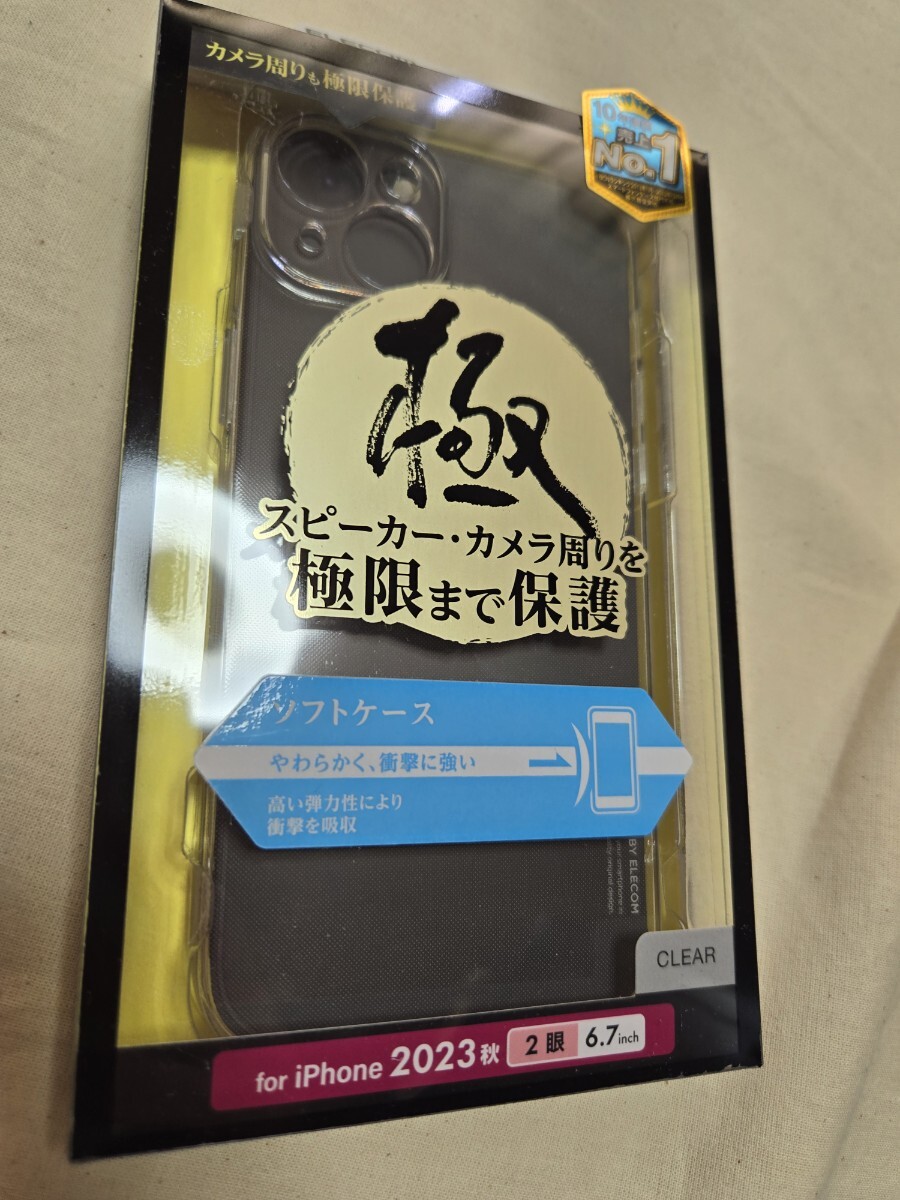 ELECOM
カメラ周りも極限保護
売上
No.1
極
スピーカー・カメラ周りを
極限まで保護
ソフトケース
やわらかく、衝撃に強い
高い弾力性により
衝撃を吸収
BY ELECOM
CLEAR
for iPhone 2023秋 2眼 6.7inch